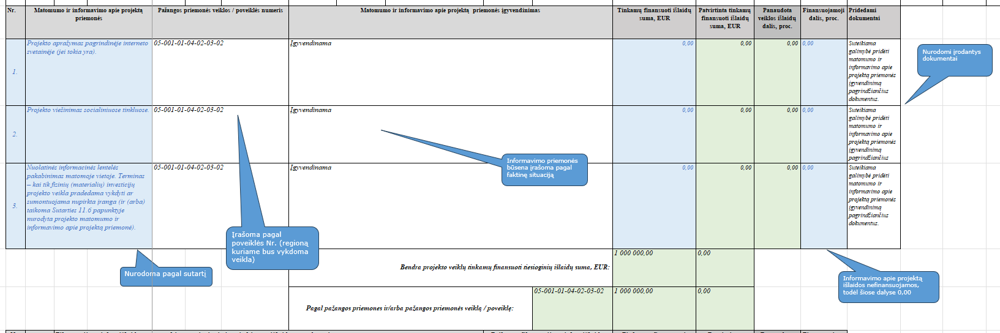 Nr.
Matomumo ir informavimo apie projektą
priemonės
Pažangos priemonės veiklos / poveiklės numeris
Matomumo ir informavimo apie projektą priemonės įgyvendinimas
Tinkamų finansuoti išlaidų
suma, EUR
Patvirtinta tinkamų
finansuoti išlaidų
suma, EUR
Panaudota
veiklos išlaidų
dalis, proc.
Finansuojamoji
dalis, proc.
Pridedami
dokumentai
1.
Projekto aprašymas pagrindinėje interneto
svetainėje (jei tokia yra).
05-001-01-04-02-03-02
Įgyvendinama
0,00
0,00
0,00
0,00
Suteikiama
galimybė pridėti
matomumo ir
informavimo apie
projektą priemonės
įgyvendinimą
pagrindžiančius
dokumentus.
Nurodomi įrodantys
dokumentai
2.
Projekto viešinimas socialiniuose tinkluose.
05-001-01-04-02-03-02
Įgyvendinama
0,00
0,00
0,00
0,00
Suteikiama
galimybė pridėti
matomumo ir
informavimo apie
projektą priemonės
įgyvendinimą
pagrindžiančius
Informavimo priemonės
būsena įrašoma pagal
faktinę situaciją
3.
Nuolatinės informacinės lentelės
pakabinimas matomoje vietoje. Terminas
– kai tik fizinių (materialių) investicijų
projekto veikla pradedama vykdyti ar
sumontuojama nupirkta įranga (ir (arba)
taikoma Sutarties 11.6 papunktyje
nurodyta projekto matomumo ir
informavimo apie projektą priemonė).
05-001-01-04-02-03-02
Įgyvendinama
0,00
0,00
0,00
0,00
Suteikiama
galimybė pridėti
matomumo ir
informavimo apie
projektą priemonės
įgyvendinimą
pagrindžiančius
dokumentus.
Įrašoma pagal
poveiklės Nr. (regioną
kuriame bus vykdoma
veikla)
Nurodoma pagal sutartį
Bendra projekto veiklų tinkamų finansuoti tiesioginių išlaidų suma, EUR:
1 000 000,00
0,00
Informavimo apie projektą
išlaidos nefinansuojamos,
todėl šiose dalyse 0,00
Pagal pažangos priemones ir/arba pažangos priemonės veiklą / poveiklę:
05-001-01-04-02-03-02
1 000 000,00
0,00